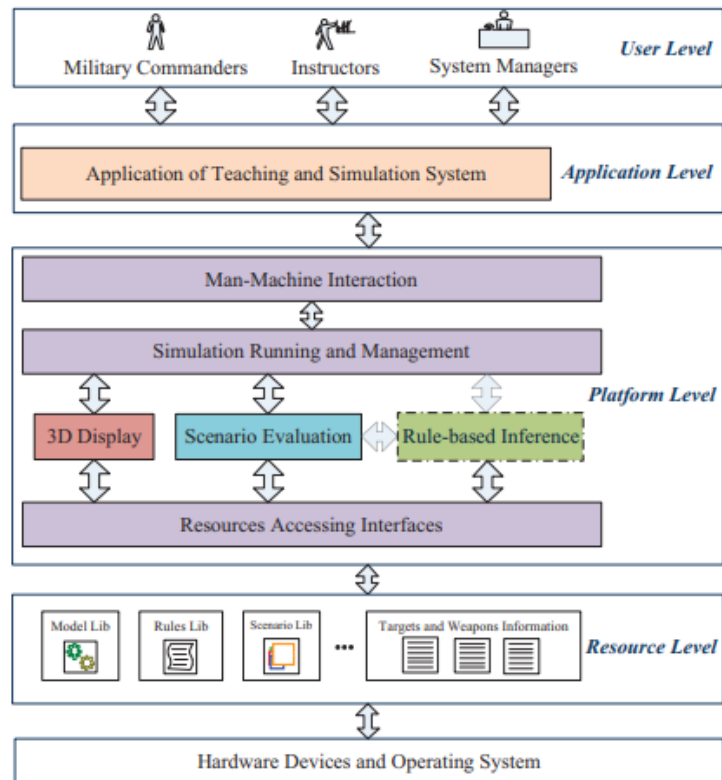 Military Commanders
Instructors
System Managers
User Level
Application of Teaching and Simulation System
Application Level
Man-Machine Interaction
Simulation Running and Management
Platform Level
3D Display
Scenario Evaluation
Rule-based Inference
Resources Accessing Interfaces
Model Lib
Rules Lib
Scenario Lib
...
Targets and Weapons Information
Resource Level
Hardware Devices and Operating System